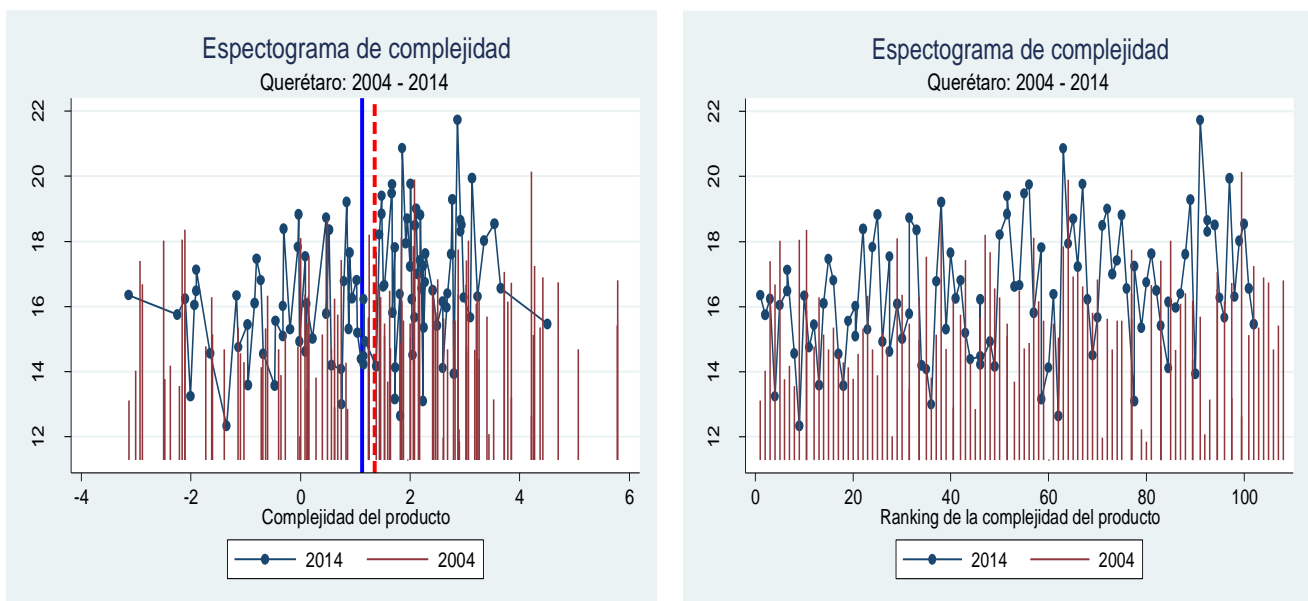 Espectograma de complejidad
Querétaro: 2004 - 2014
22
20
18
16
14
12
-4 -2 0 2 4 6
Complejidad del producto
2014 2004
Espectograma de complejidad
Querétaro: 2004 - 2014
22
20
18
16
14
12
0 20 40 60 80 100
Ranking de la complejidad del producto
2014 2004